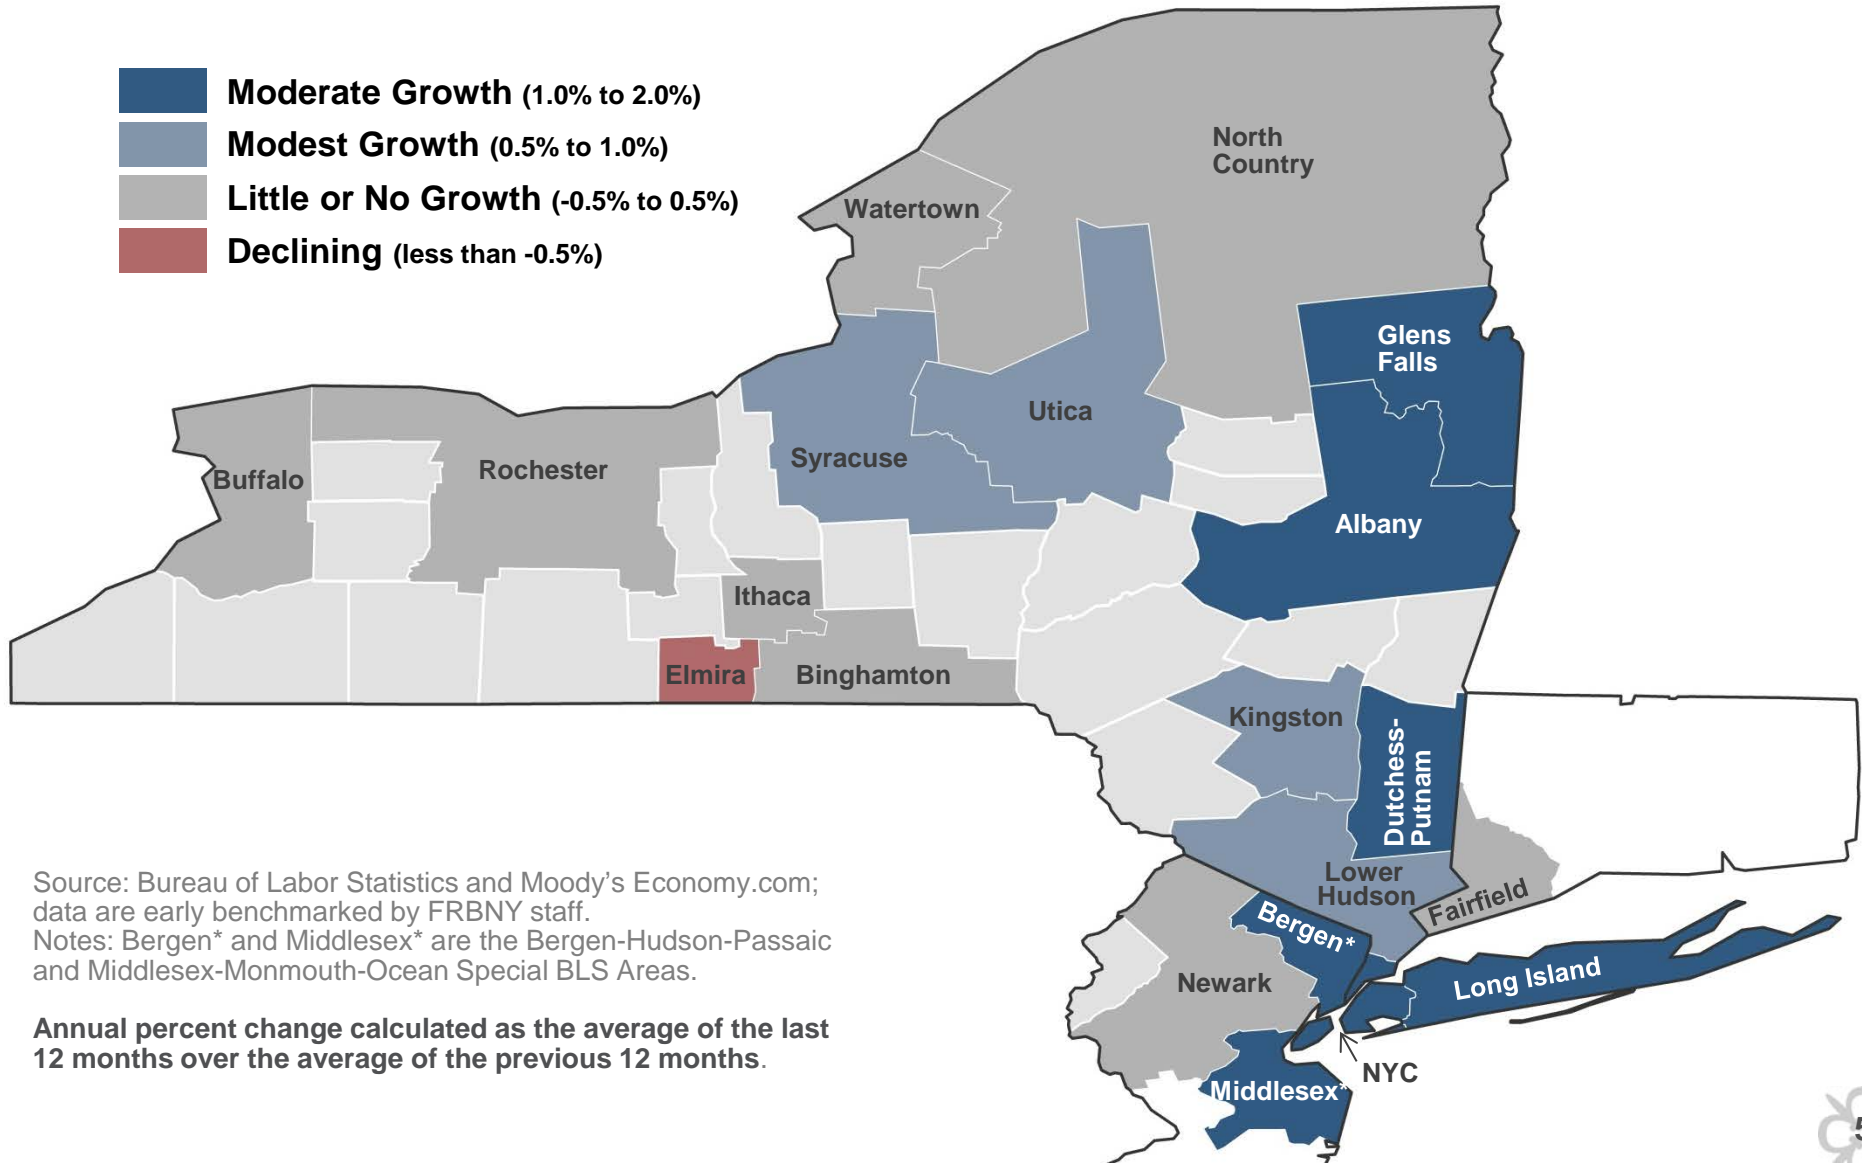 Moderate Growth (1.0% to 2.0%)
Modest Growth (0.5% to 1.0%)
Little or No Growth (-0.5% to 0.5%)
Declining (less than -0.5%)
North
Country
Watertown
Glens
Falls
Utica
Syracuse
Rochester
Buffalo
Albany
Ithaca
Elmira
Binghamton
Kingston
Dutchess-
Putnam
Lower
Hudson
Fairfield
Bergen*
Long Island
Newark
NYC
Middlesex*
Source: Bureau of Labor Statistics and Moody’s Economy.com;
data are early benchmarked by FRBNY staff.
Notes: Bergen* and Middlesex* are the Bergen-Hudson-Passaic
and Middlesex-Monmouth-Ocean Special BLS Areas.
Annual percent change calculated as the average of the last
12 months over the average of the previous 12 months.
5